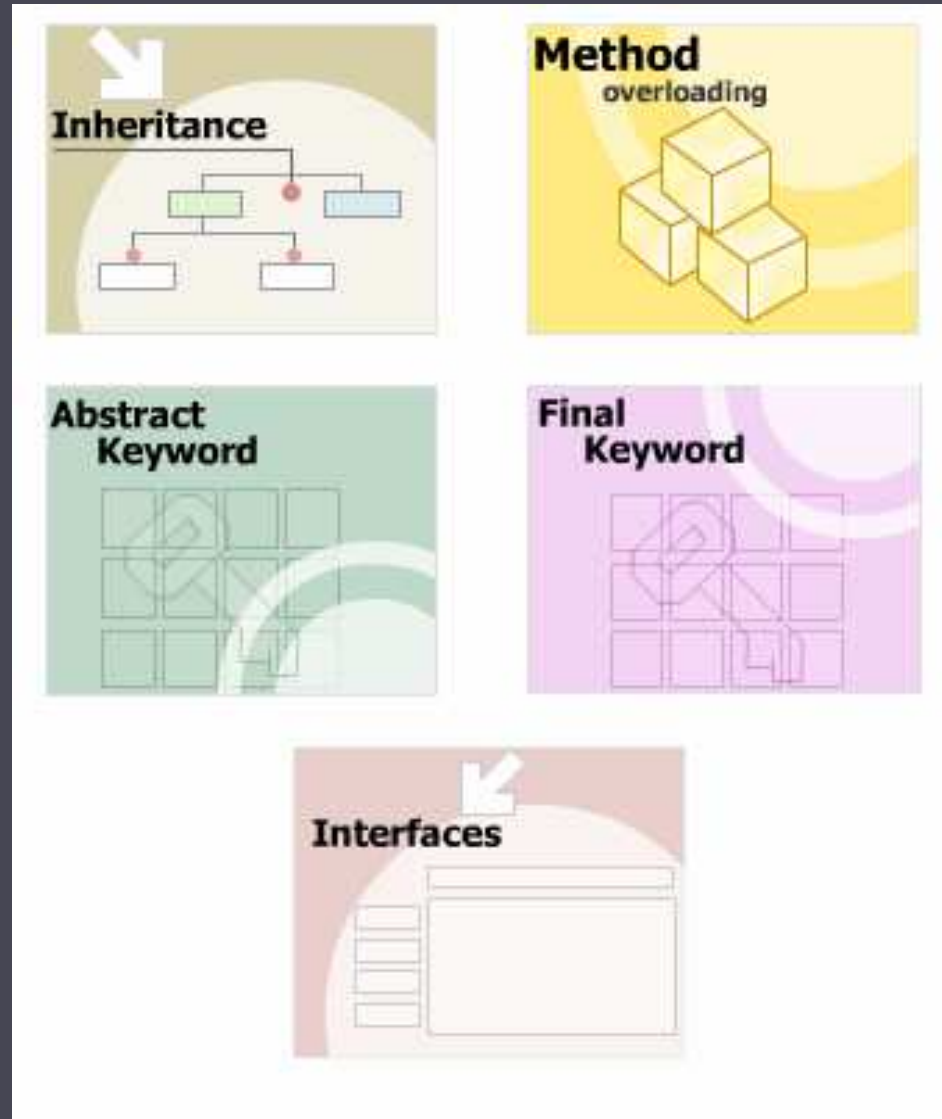 Inheritance
Method
overloading
Abstract
Keyword
Final
Keyword
Interfaces